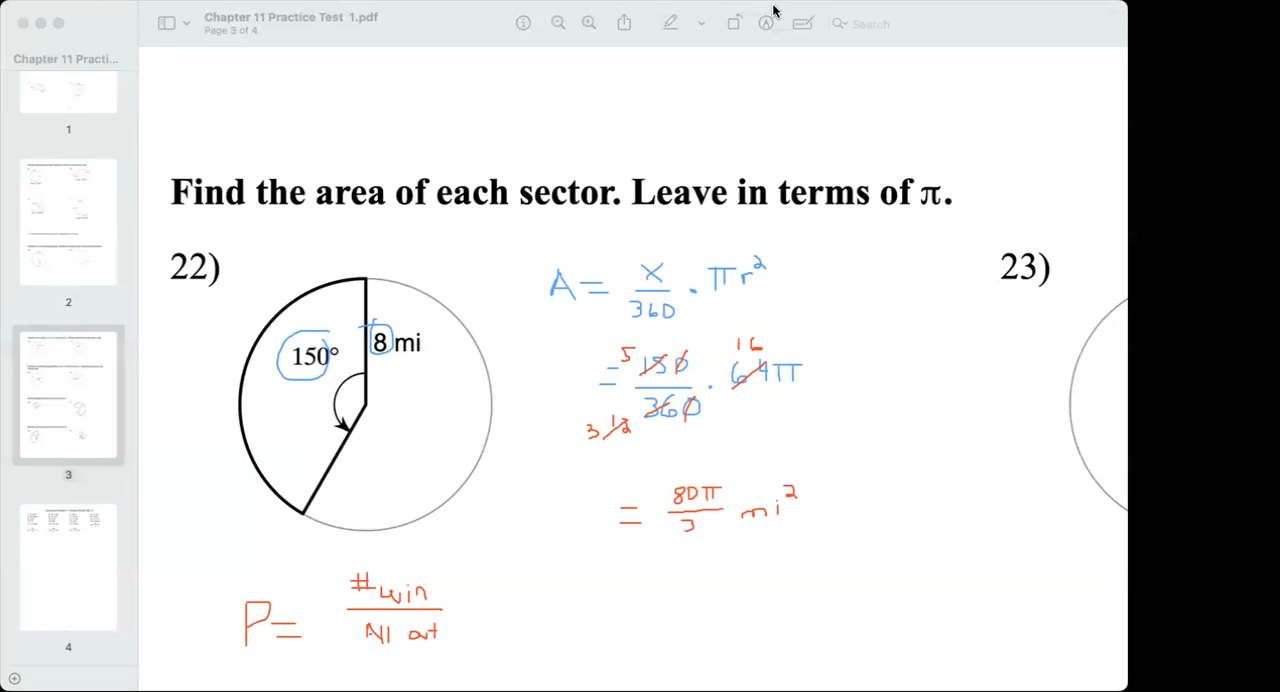 Chapter 11 Practice Test 1.pdf
Page 3 of 4
Search
Chapter 11 Practi...
1
2
3
4
Find the area of each sector. Leave in terms of π.
22)
150°
8 mi
A = x/360 · πr²
= 5 150/360 · 16 64π
3 12
= 80π/3 mi²
23)
P = #win/All out